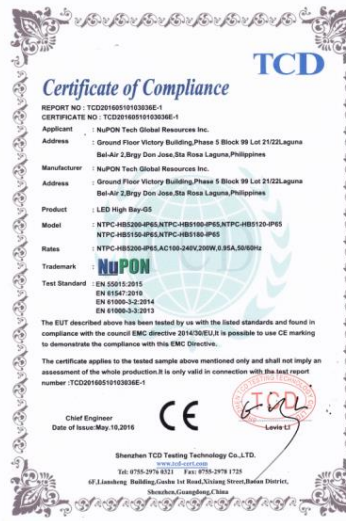 TCD
Certificate of Compliance
REPORT NO : TCD20160510103036E-1
CERTIFICATE NO : TCD20160510103036E-1
Applicant : NuPON Tech Global Resources Inc.
Address : Ground Floor Victory Building,Phase 5 Block 99 Lot 21/22Laguna
Bel-Air 2,Brgy Don Jose,Sta Rosa Laguna,Philippines
Manufacturer : NuPON Tech Global Resources Inc.
Address : Ground Floor Victory Building,Phase 5 Block 99 Lot 21/22Laguna
Bel-Air 2,Brgy Don Jose,Sta Rosa Laguna,Philippines
Product : LED High Bay-G5
Model : NTPC-HB5200-IP65,NTPC-HB5100-IP65,NTPC-HB5120-IP65
NTPC-HB5150-IP65,NTPC-HB5180-IP65
Rates : NTPC-HB5200-IP65,AC100-240V,200W,0.95A,50/60Hz
Trademark : NUPON
Test Standard : EN 55015:2015
EN 61547:2010
EN 61000-3-2:2014
EN 61000-3-3:2013
The EUT described above has been tested by us with the listed standards and found in
compliance with the council EMC directive 2014/30/EU,It is possible to use CE marking
to demonstrate the compliance with this EMC Directive.
The certificate applies to the tested sample above mentioned only and shall not imply an
assessment of the whole production.It is only valid in connection with the test report
number :TCD20160510103036E-1
CE
TCD
Chief Engineer
Levis Li
Date of Issue:May.10,2016
Shenzhen TCD Testing Technology Co.,LTD.
www.tcd-cert.com
Tel: 0755-2976 0321 Fax: 0755-2978 1725
6F,Liansheng Building,Gushu 1st Road,Xixiang Street,Baoan District,
Shenzhen,Guangdong,China